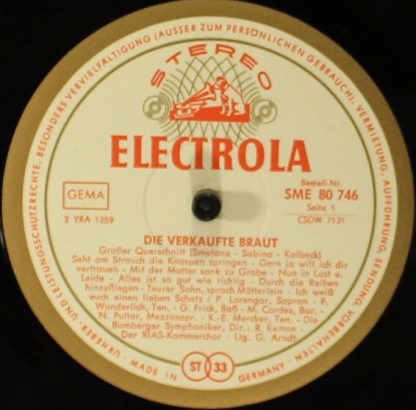 STEREO
ELECTROLA
GEMA
2 YRA 1259
Bestell-Nr.
SME 80 746
Seite 1
CSDW 7131
DIE VERKAUFTE BRAUT
Großer Querschnitt (Smetana - Sabina - Kalbeck)
Seht am Strauch die Knospen springen - Gern ja will ich dir
vertrauen - Mit der Mutter sank zu Grabe - Nun in Lust u.
Leide - Alles ist so gut wie richtig - Durch die Reihen
hinzufliegen - Teurer Sohn, sprach Mütterlein - Ich weiß
euch einen lieben Schatz / P. Lorengar, Sopran - F.
Wunderlich, Ten. - G. Frick, Baß - M. Cordes, Bar. -
N. Puttar, Mezzosopr. - K.-E. Mercker, Ten. - Die
Bamberger Symphoniker, Dir.: R. Kempe -
Der RIAS-Kammerchor - Ltg. G. Arndt
URHEBER- UND LEISTUNGSSCHUTZRECHTE, BESONDERS VERVIELFÄLTIGUNG (AUSSER ZUM PERSÖNLICHEN GEBRAUCH), VERMIETUNG, AUFFÜHRUNG, SENDUNG, VORBEHALTEN ·
MADE IN ST 33 GERMANY